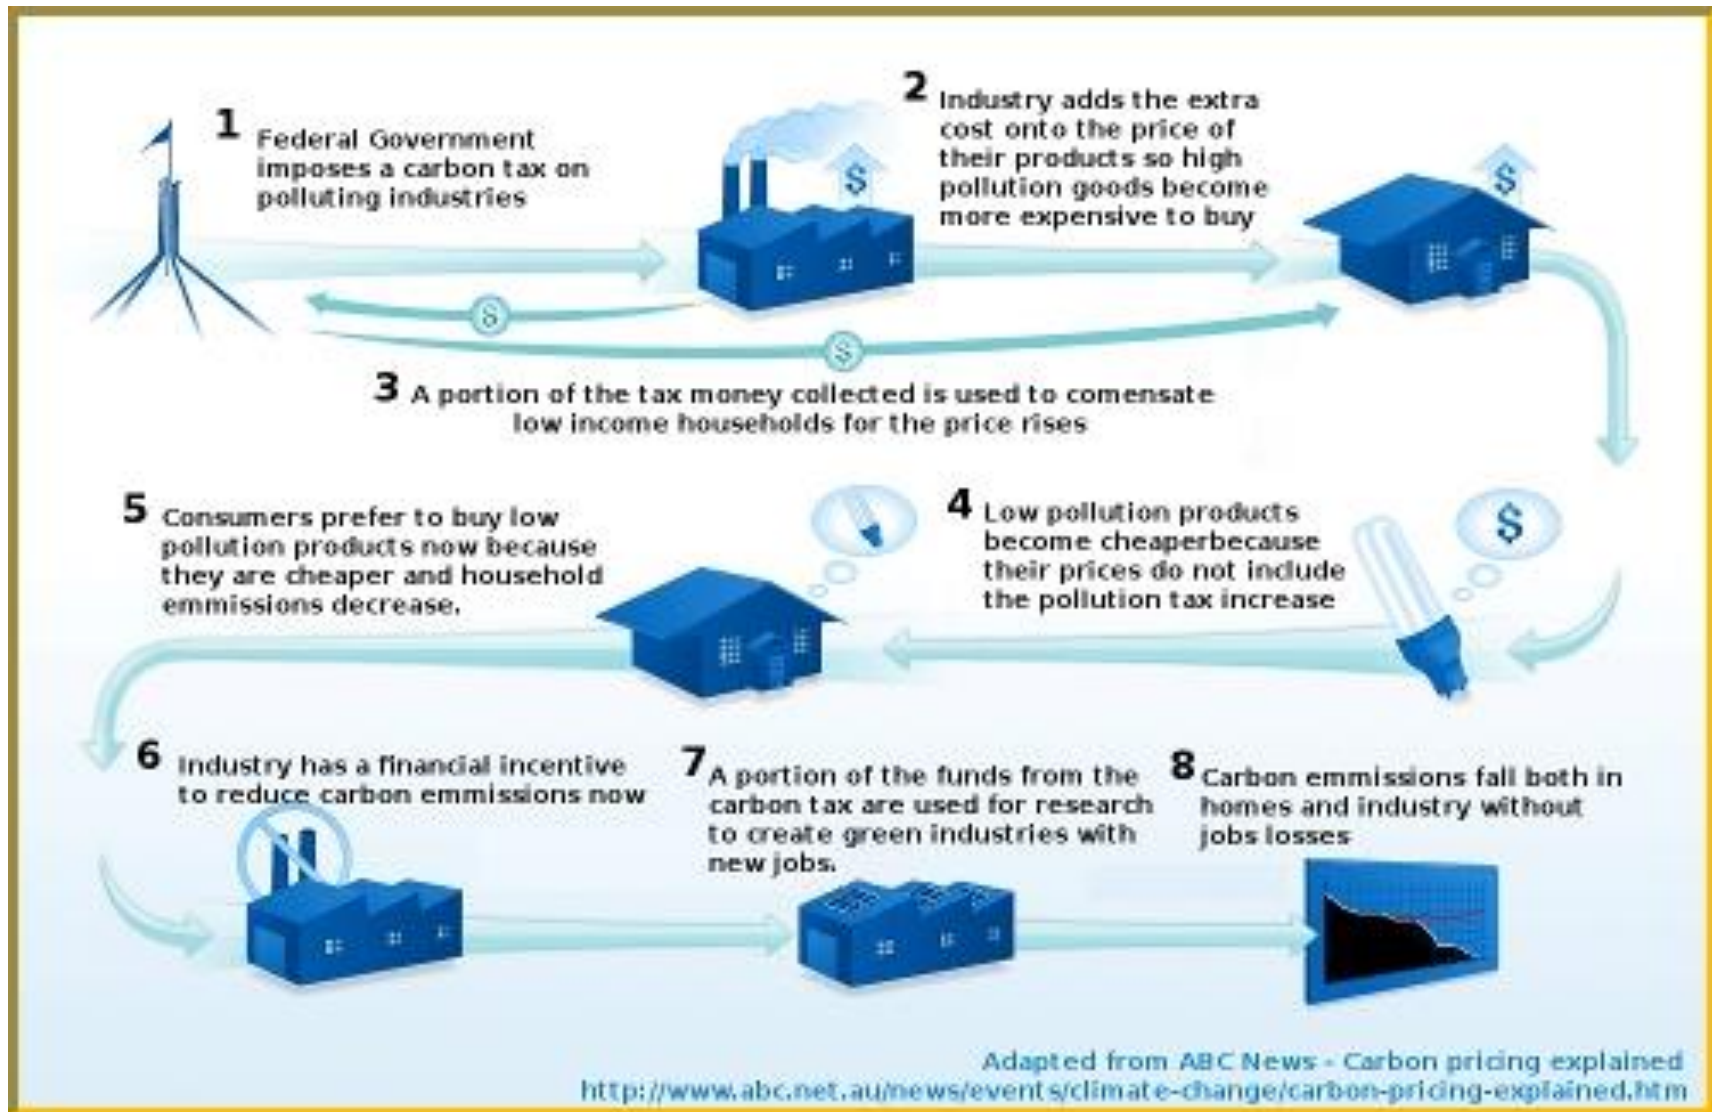 1
Federal Government
imposes a carbon tax on
polluting industries
2
Industry adds the extra
cost onto the price of
their products so high
pollution goods become
more expensive to buy
$
$
$
$
3 A portion of the tax money collected is used to comensate
low income households for the price rises
4 Low pollution products
become cheaperbecause
their prices do not include
the pollution tax increase
$
5 Consumers prefer to buy low
pollution products now because
they are cheaper and household
emmissions decrease.
6 Industry has a financial incentive
to reduce carbon emmissions now
7 A portion of the funds from the
carbon tax are used for research
to create green industries with
new jobs.
8 Carbon emmissions fall both in
homes and industry without
jobs losses
Adapted from ABC News - Carbon pricing explained
http://www.abc.net.au/news/events/climate-change/carbon-pricing-explained.htm